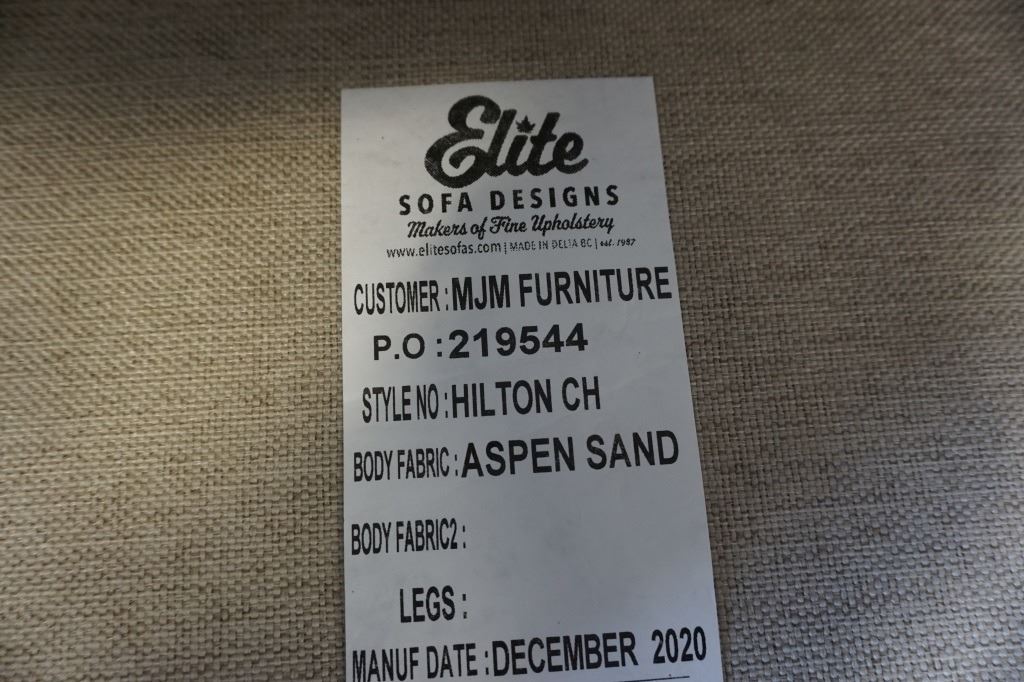 Elite
SOFA DESIGNS
Makers of Fine Upholstery
www.elitesofas.com | MADE IN DELTA BC | est. 1987
CUSTOMER : MJM FURNITURE
P.O : 219544
STYLE NO : HILTON CH
BODY FABRIC : ASPEN SAND
BODY FABRIC2 :
LEGS :
MANUF DATE : DECEMBER 2020